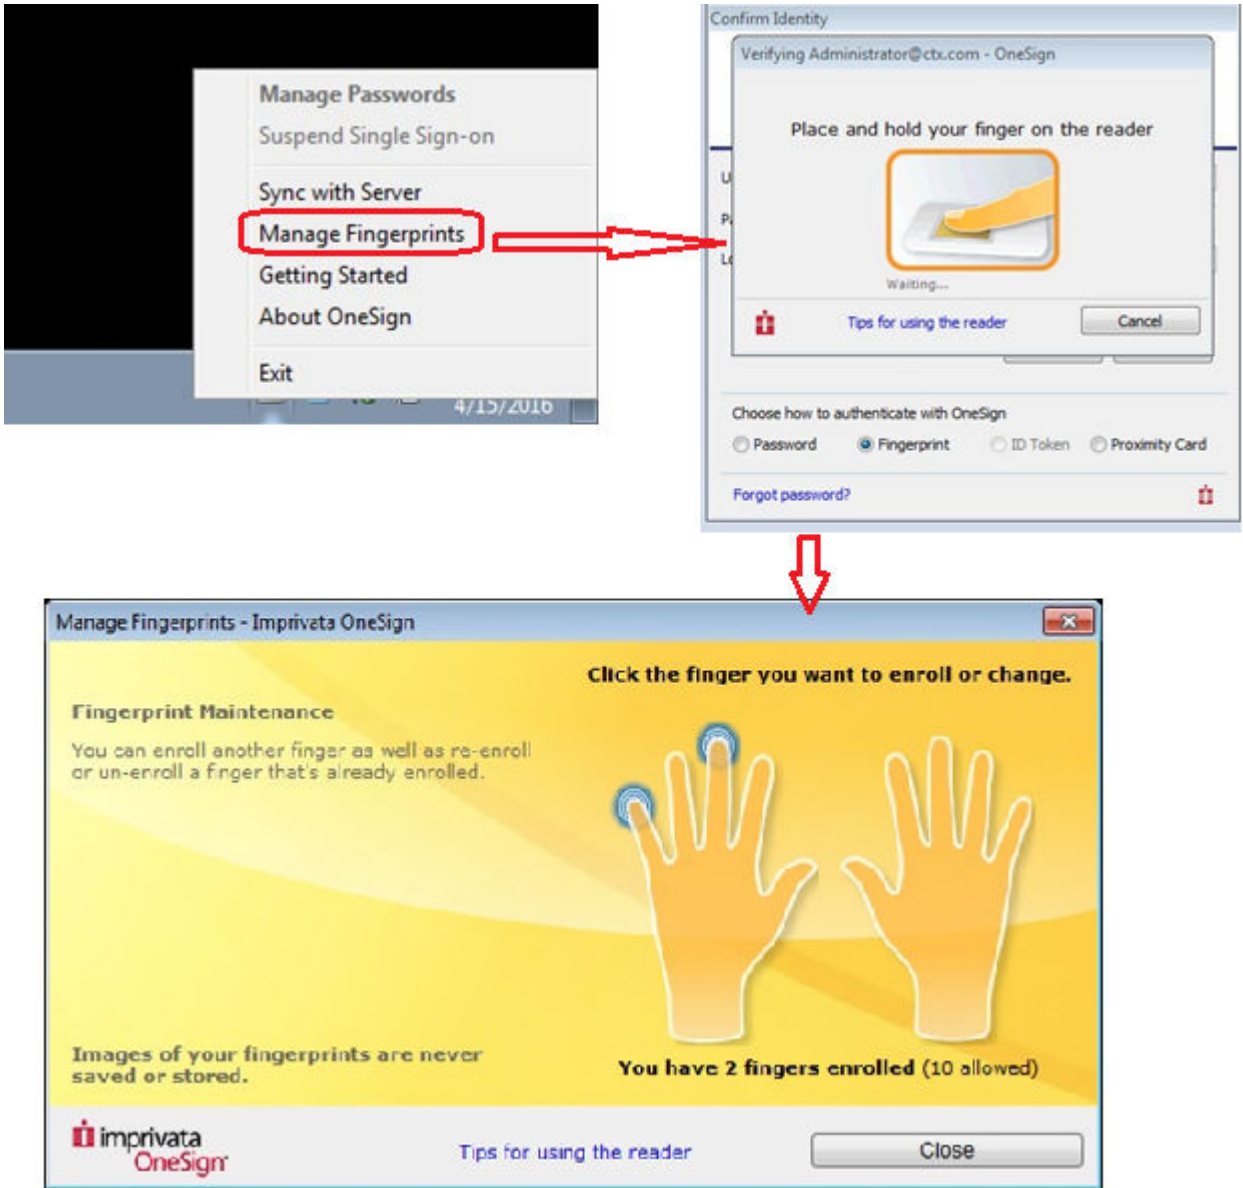 Manage Passwords
Suspend Single Sign-on
Sync with Server
Manage Fingerprints
Getting Started
About OneSign
Exit
4/15/2016
Confirm Identity
Verifying Administrator@ctx.com - OneSign
Place and hold your finger on the reader
Waiting...
Tips for using the reader
Cancel
Choose how to authenticate with OneSign
Password Fingerprint ID Token Proximity Card
Forgot password?
Manage Fingerprints - Imprivata OneSign
Click the finger you want to enroll or change.
Fingerprint Maintenance
You can enroll another finger as well as re-enroll
or un-enroll a finger that's already enrolled.
Images of your fingerprints are never
saved or stored.
You have 2 fingers enrolled (10 allowed)
imprivata
OneSign
Tips for using the reader
Close